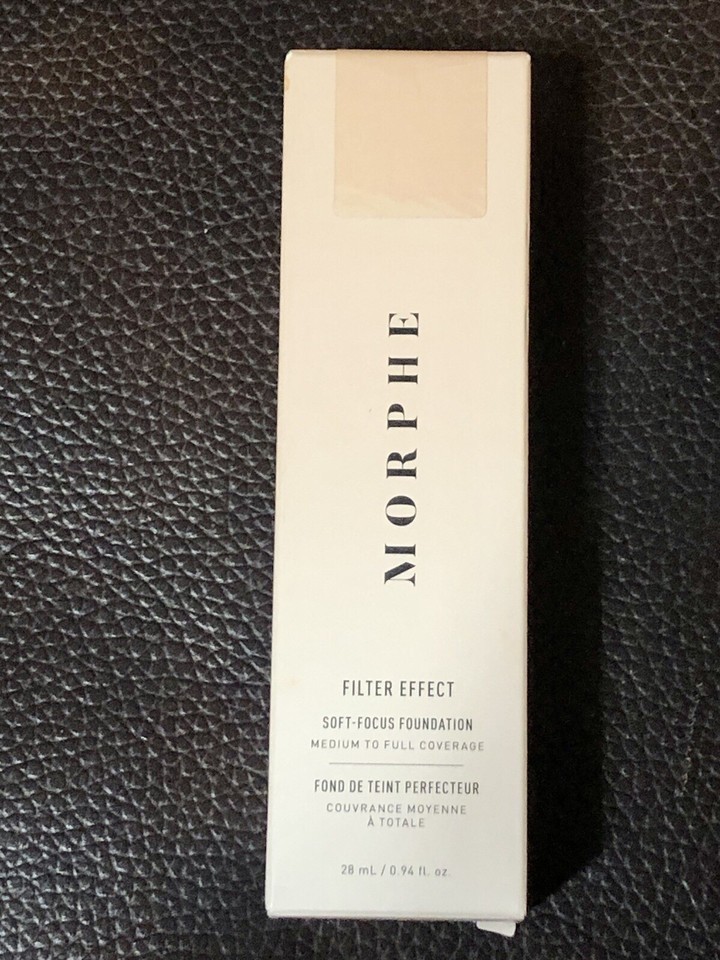 MORPHE
FILTER EFFECT
SOFT-FOCUS FOUNDATION
MEDIUM TO FULL COVERAGE
FOND DE TEINT PERFECTEUR
COUVRANCE MOYENNE
À TOTALE
28 mL / 0.94 fl. oz.